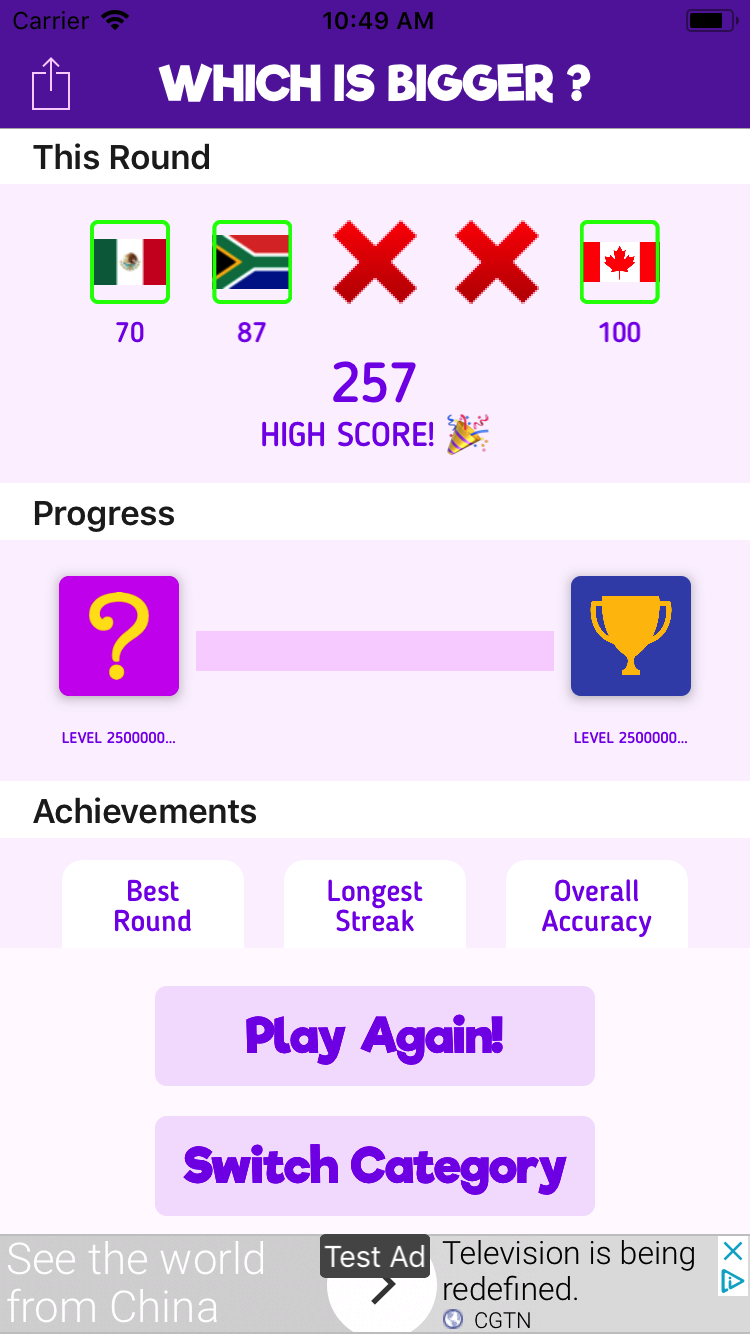 Carrier 10:49 AM
WHICH IS BIGGER ?
This Round
70 87 100
257
HIGH SCORE!
Progress
?
LEVEL 2500000... LEVEL 2500000...
Achievements
Best Round
Longest Streak
Overall Accuracy
Play Again!
Switch Category
See the world
from China
Test Ad
Television is being
redefined.
CGTN